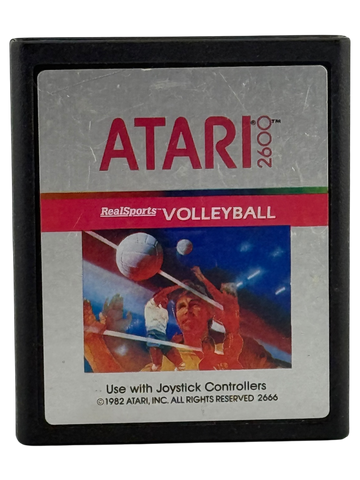 ATARI® 2600™
RealSports™ VOLLEYBALL
Use with Joystick Controllers
©1982 ATARI, INC. ALL RIGHTS RESERVED 2666